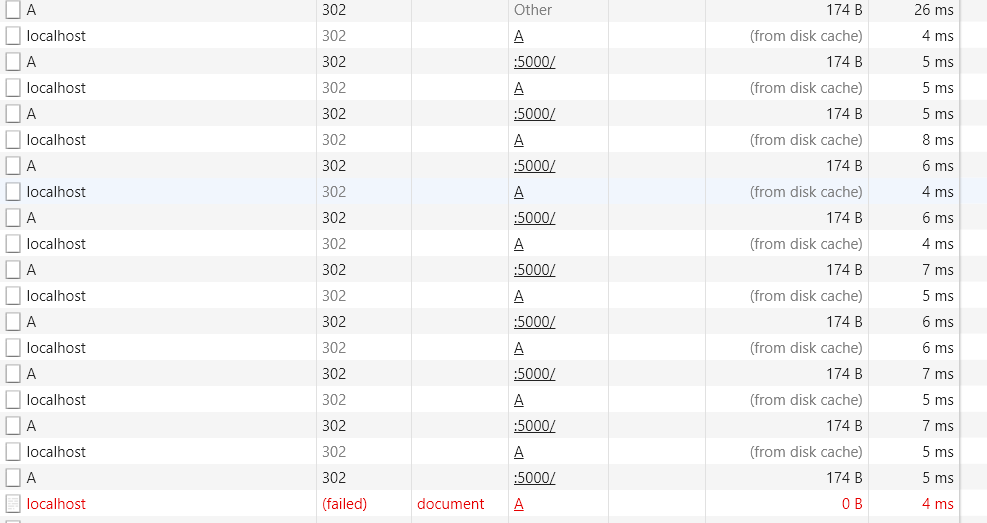 A 302 Other 174 B 26 ms
localhost 302 A (from disk cache) 4 ms
A 302 :5000/ 174 B 5 ms
localhost 302 A (from disk cache) 5 ms
A 302 :5000/ 174 B 5 ms
localhost 302 A (from disk cache) 8 ms
A 302 :5000/ 174 B 6 ms
localhost 302 A (from disk cache) 4 ms
A 302 :5000/ 174 B 6 ms
localhost 302 A (from disk cache) 4 ms
A 302 :5000/ 174 B 7 ms
localhost 302 A (from disk cache) 5 ms
A 302 :5000/ 174 B 6 ms
localhost 302 A (from disk cache) 6 ms
A 302 :5000/ 174 B 7 ms
localhost 302 A (from disk cache) 5 ms
A 302 :5000/ 174 B 7 ms
localhost 302 A (from disk cache) 5 ms
A 302 :5000/ 174 B 5 ms
localhost (failed) document A 0 B 4 ms